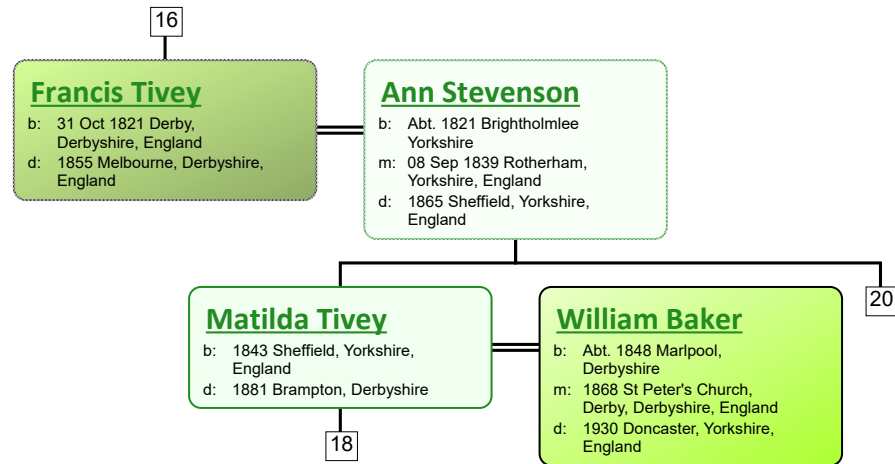 16
Francis Tivey
b: 31 Oct 1821 Derby,
Derbyshire, England
d: 1855 Melbourne, Derbyshire,
England
Ann Stevenson
b: Abt. 1821 Brightholmlee
Yorkshire
m: 08 Sep 1839 Rotherham,
Yorkshire, England
d: 1865 Sheffield, Yorkshire,
England
20
Matilda Tivey
b: 1843 Sheffield, Yorkshire,
England
d: 1881 Brampton, Derbyshire
William Baker
b: Abt. 1848 Marlpool,
Derbyshire
m: 1868 St Peter's Church,
Derby, Derbyshire, England
d: 1930 Doncaster, Yorkshire,
England
18